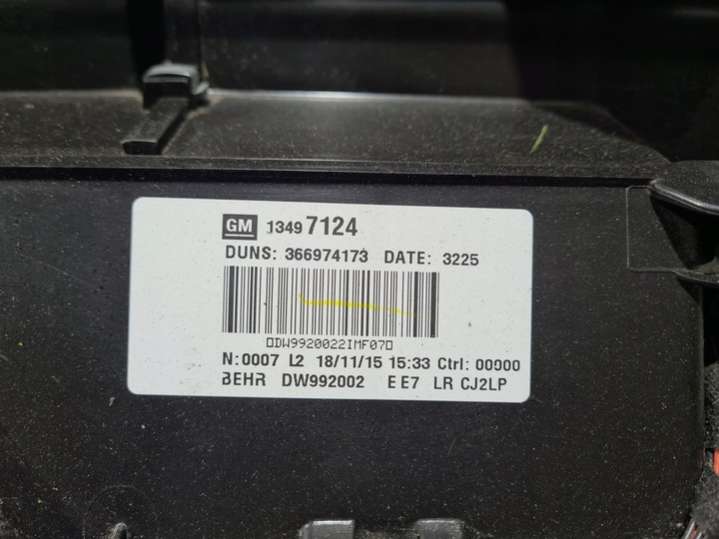 GM 13497124
DUNS: 366974173 DATE: 3225
▯DW9920022IMF07▯
N:0007 L2 18/11/15 15:33 Ctrl: 00000
BEHR DW992002 E E7 LR CJ2LP